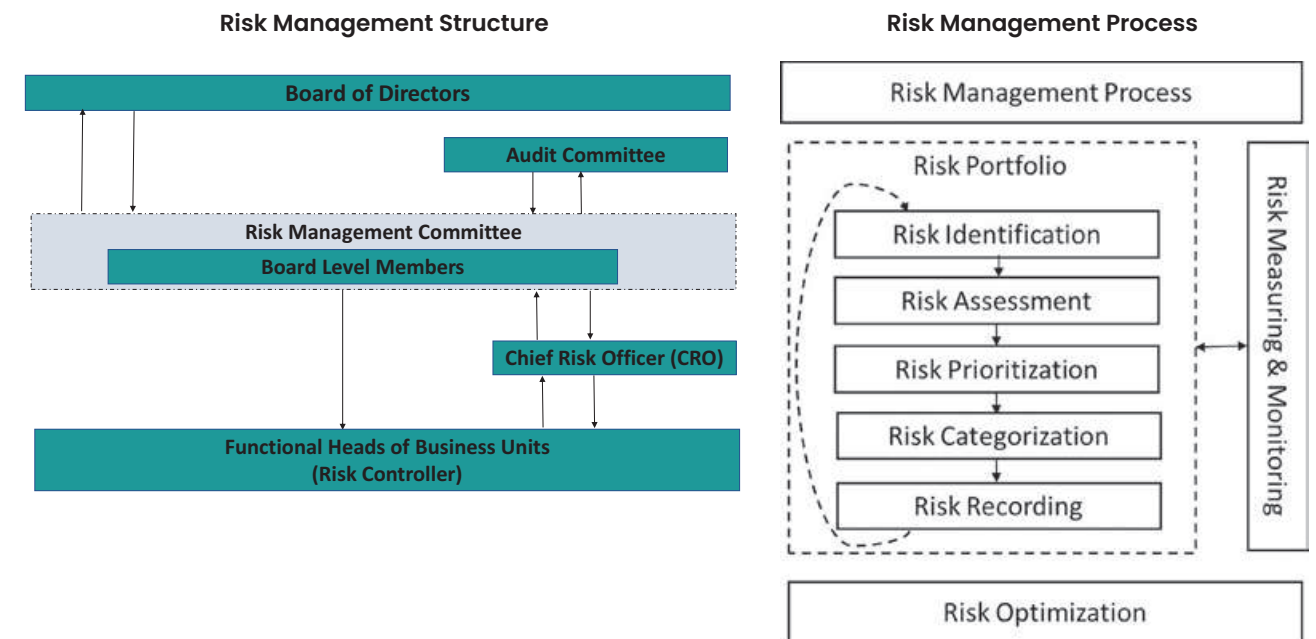 Risk Management Structure
Board of Directors
Audit Committee
Risk Management Committee
Board Level Members
Chief Risk Officer (CRO)
Functional Heads of Business Units
(Risk Controller)
Risk Management Process
Risk Management Process
Risk Portfolio
Risk Identification
Risk Assessment
Risk Prioritization
Risk Categorization
Risk Recording
Risk Measuring & Monitoring
Risk Optimization